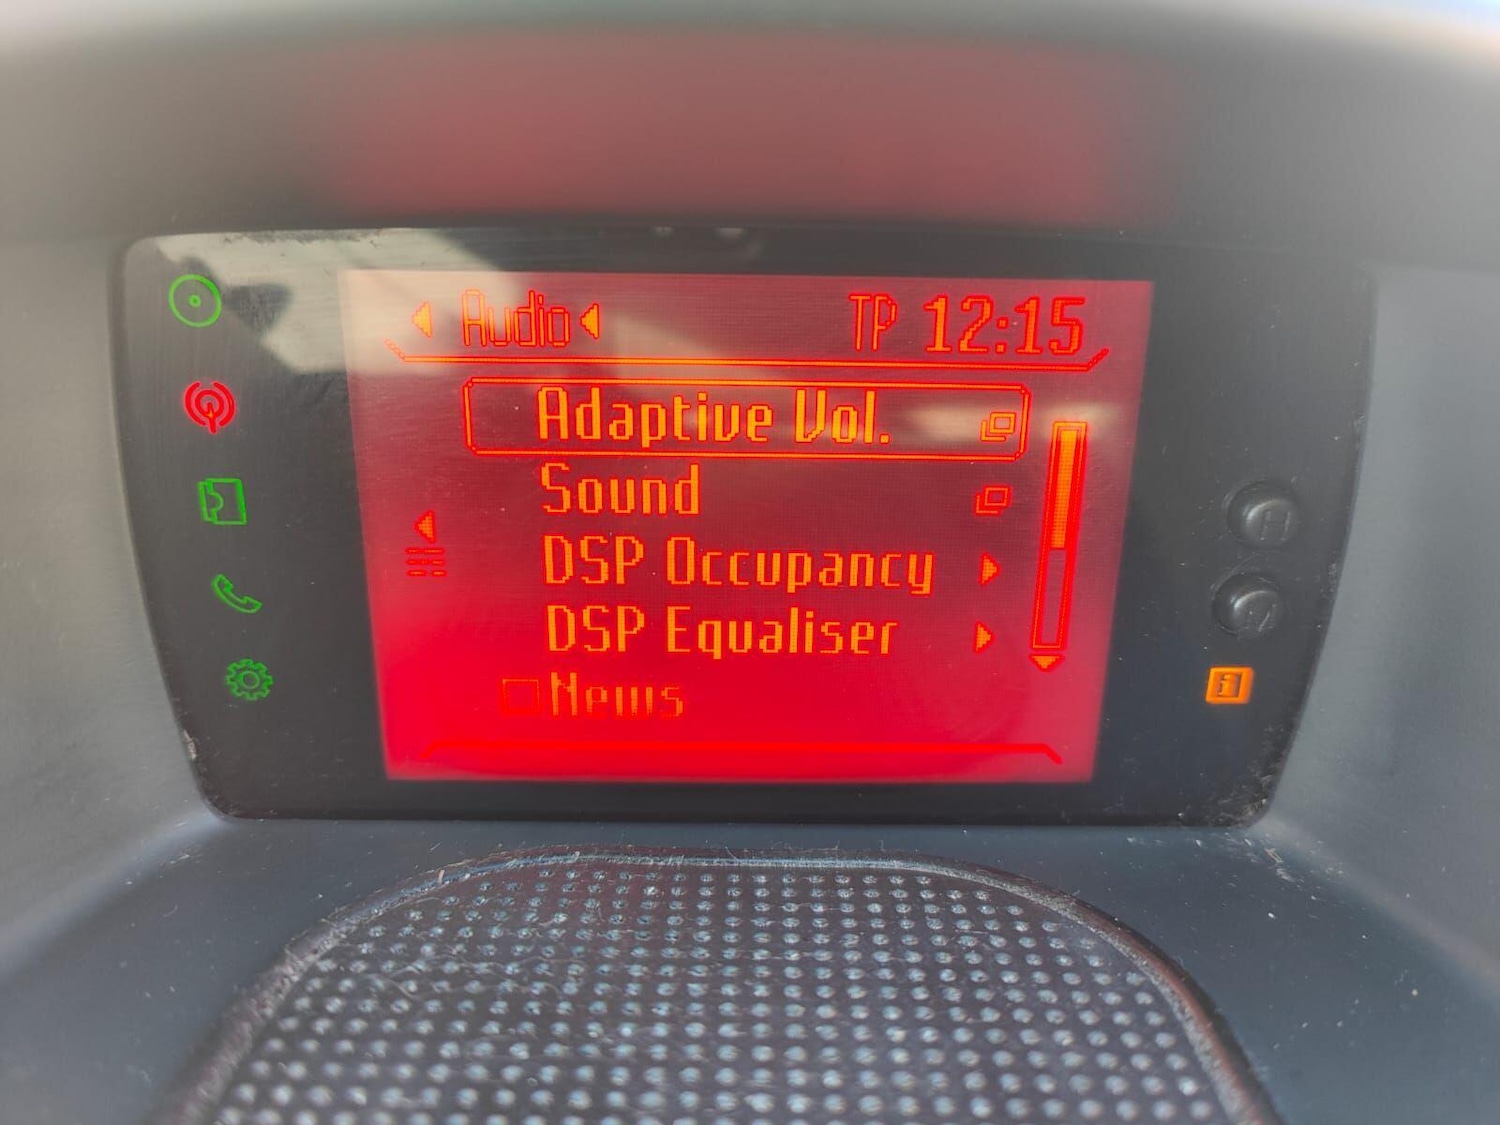 Audio TP 12:15
Adaptive Vol.
Sound
DSP Occupancy
DSP Equaliser
News
H
M
i